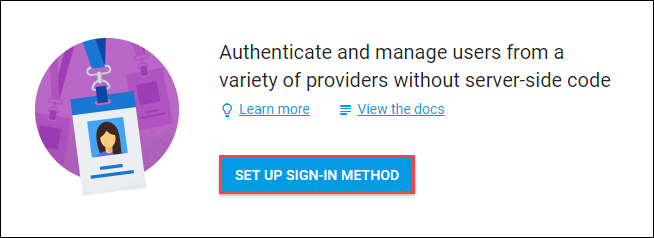 Authenticate and manage users from a
variety of providers without server-side code
Learn more View the docs
SET UP SIGN-IN METHOD